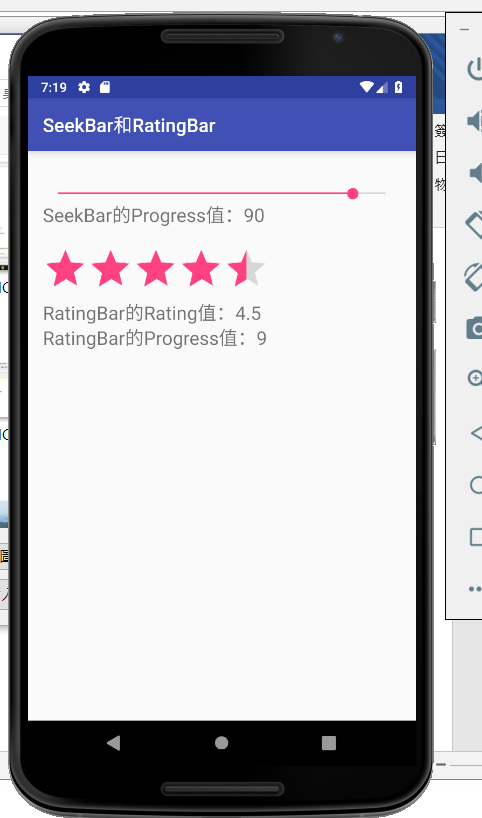 7:19
SeekBar和RatingBar
SeekBar的Progress值：90
RatingBar的Rating值：4.5
RatingBar的Progress值：9
簽
日
物